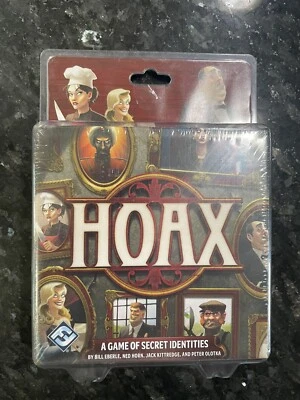 HOAX
A GAME OF SECRET IDENTITIES
BY BILL EBERLE, NED HORN, JACK KITTREDGE, AND PETER OLOTKA